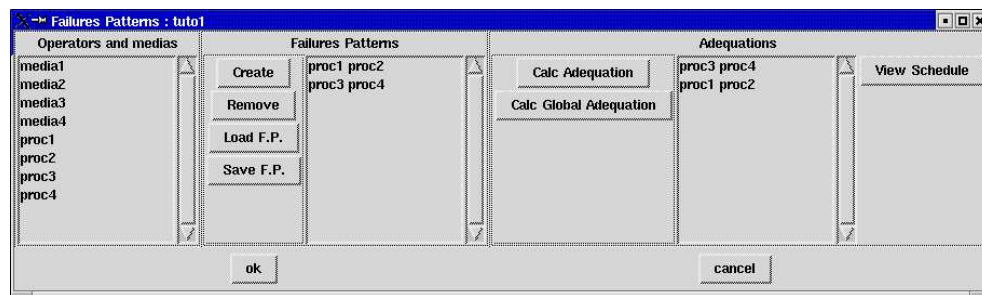 Failures Patterns : tuto1
Operators and medias
Failures Patterns
Adequations
media1
media2
media3
media4
proc1
proc2
proc3
proc4
Create
Remove
Load F.P.
Save F.P.
proc1 proc2
proc3 proc4
Calc Adequation
Calc Global Adequation
proc3 proc4
proc1 proc2
View Schedule
ok
cancel